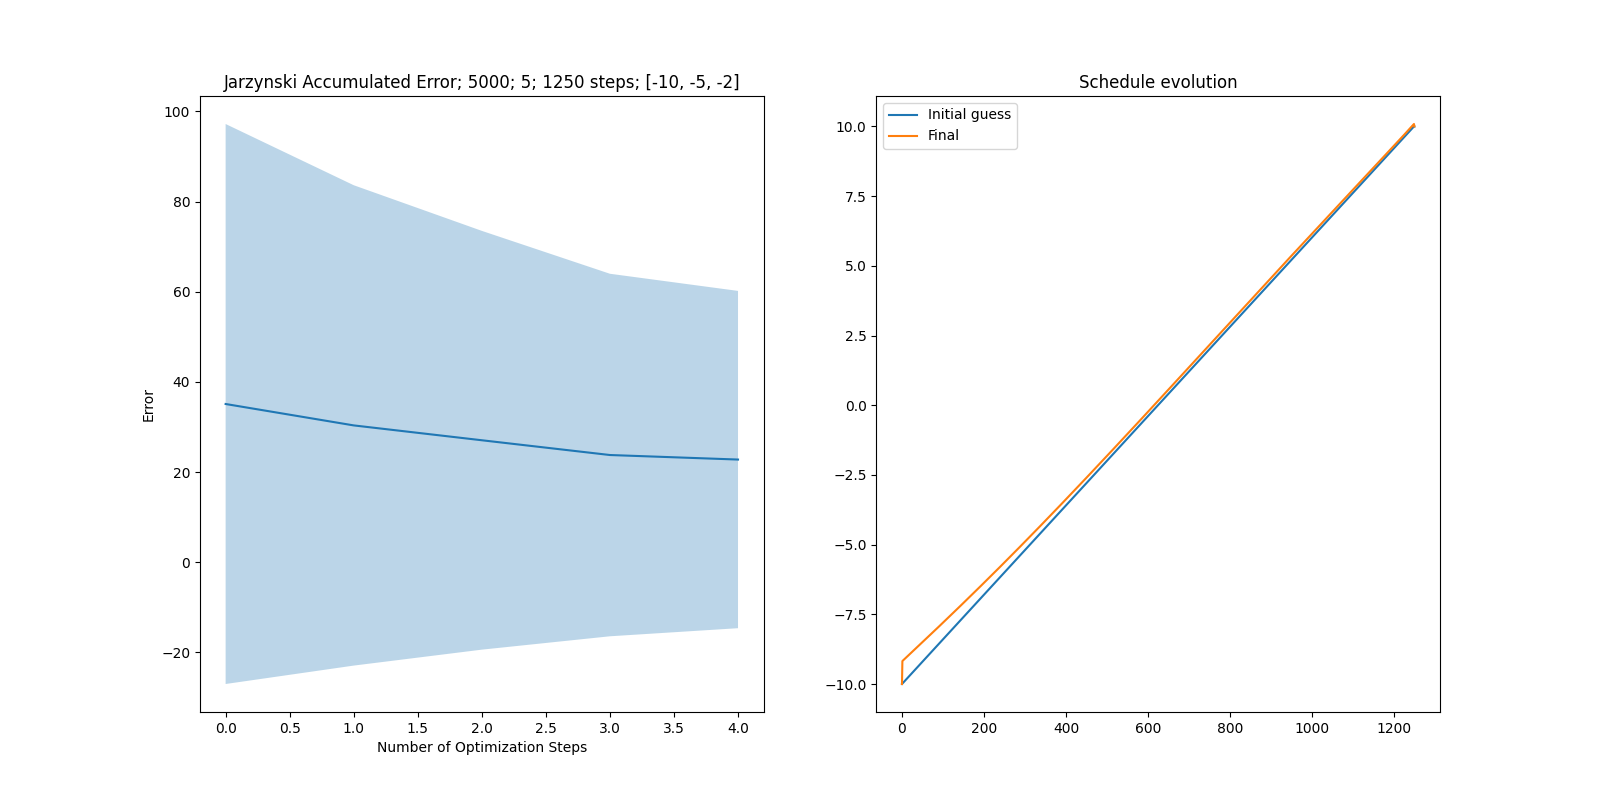 Jarzynski Accumulated Error; 5000; 5; 1250 steps; [-10, -5, -2]
100
80
60
40
20
0
−20
Error
0.0 0.5 1.0 1.5 2.0 2.5 3.0 3.5 4.0
Number of Optimization Steps
Schedule evolution
Initial guess
Final
10.0
7.5
5.0
2.5
0.0
−2.5
−5.0
−7.5
−10.0
0 200 400 600 800 1000 1200